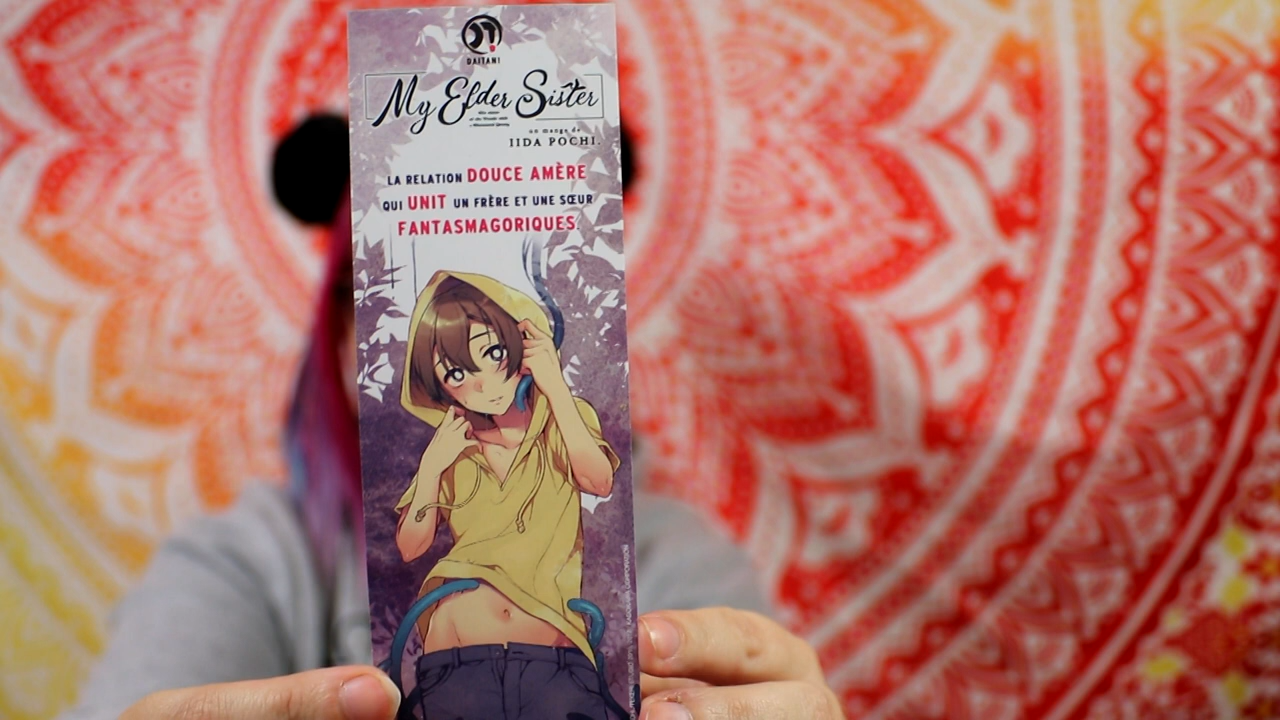 DAITAN!
My Elder Sister
un manga de
IIDA POCHI.
LA RELATION DOUCE AMÈRE
QUI UNIT UN FRÈRE ET UNE SŒUR
FANTASMAGORIQUES.